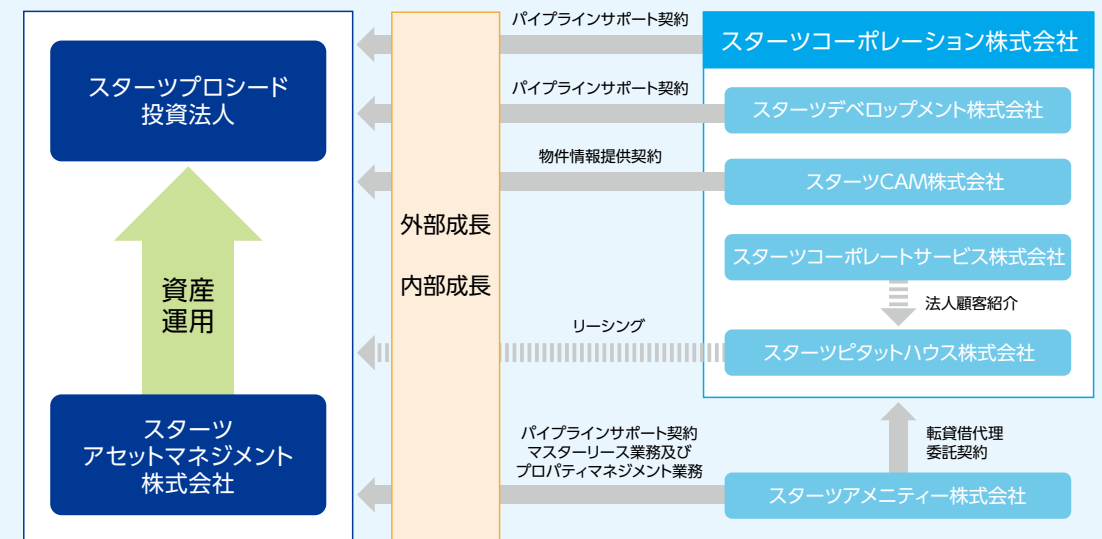 スターツプロシード
投資法人
資産
運用
スターツ
アセットマネジメント
株式会社
外部成長
内部成長
パイプラインサポート契約
パイプラインサポート契約
物件情報提供契約
リーシング
パイプラインサポート契約
マスターリース業務及び
プロパティマネジメント業務
スターツコーポレーション株式会社
スターツデベロップメント株式会社
スターツCAM株式会社
スターツコーポレートサービス株式会社
法人顧客紹介
スターツピタットハウス株式会社
転貸借代理
委託契約
スターツアメニティー株式会社